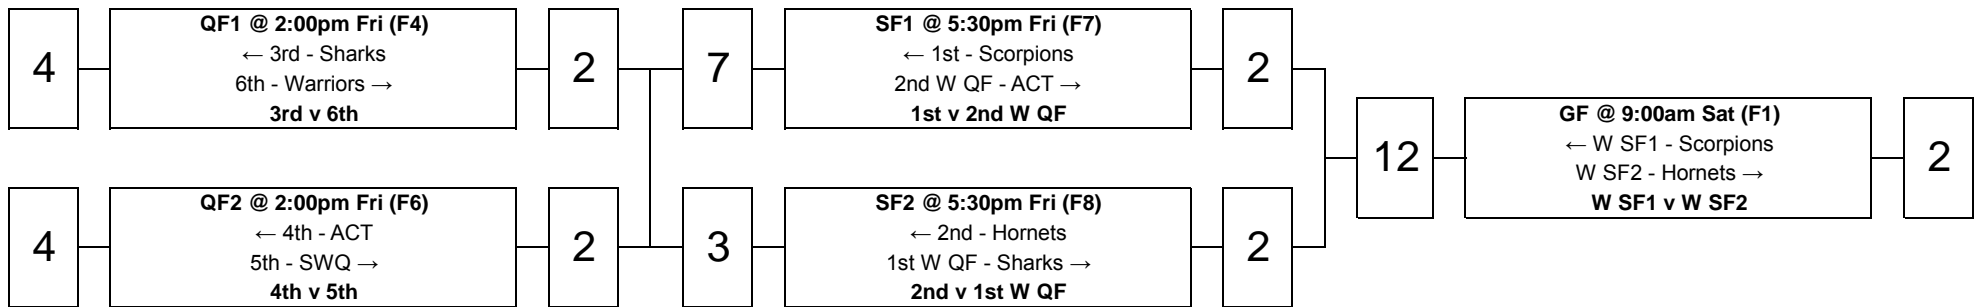 4
QF1 @ 2:00pm Fri (F4)
← 3rd - Sharks
6th - Warriors →
3rd v 6th
2
7
SF1 @ 5:30pm Fri (F7)
← 1st - Scorpions
2nd W QF - ACT →
1st v 2nd W QF
2
4
QF2 @ 2:00pm Fri (F6)
← 4th - ACT
5th - SWQ →
4th v 5th
2
3
SF2 @ 5:30pm Fri (F8)
← 2nd - Hornets
1st W QF - Sharks →
2nd v 1st W QF
2
12
GF @ 9:00am Sat (F1)
← W SF1 - Scorpions
W SF2 - Hornets →
W SF1 v W SF2
2